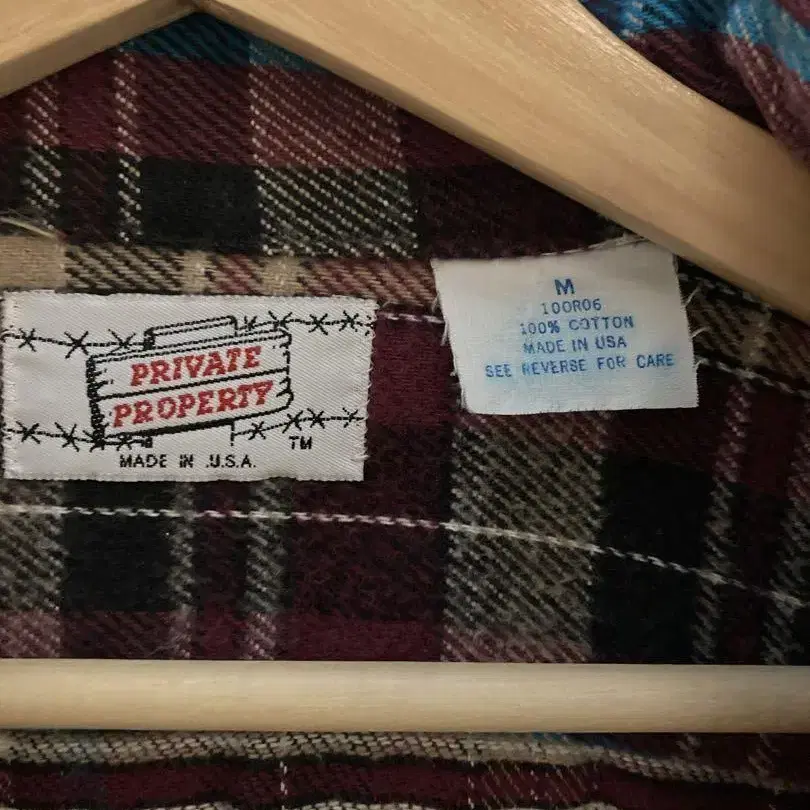 PRIVATE
PROPERTY
TM
MADE IN .U.S.A.
M
100R06
100% COTTON
MADE IN USA
SEE REVERSE FOR CARE